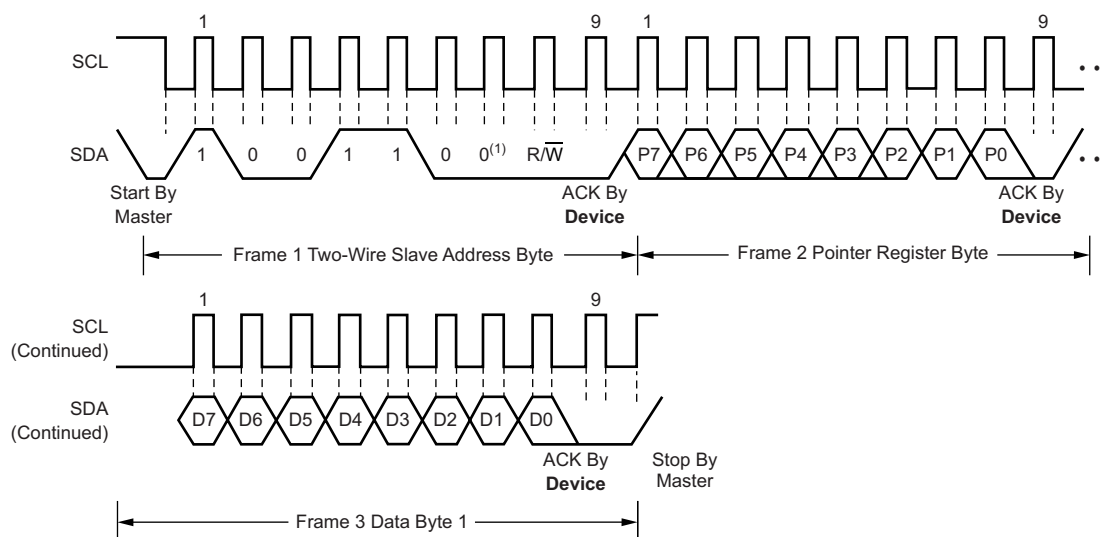 1 9 1 9
SCL
SDA 1 0 0 1 1 0 0(1) R/W̅ P7 P6 P5 P4 P3 P2 P1 P0
Start By
Master
ACK By
Device
ACK By
Device
Frame 1 Two-Wire Slave Address Byte
Frame 2 Pointer Register Byte
1 9
SCL
(Continued)
SDA
(Continued)
D7 D6 D5 D4 D3 D2 D1 D0
ACK By
Device
Stop By
Master
Frame 3 Data Byte 1